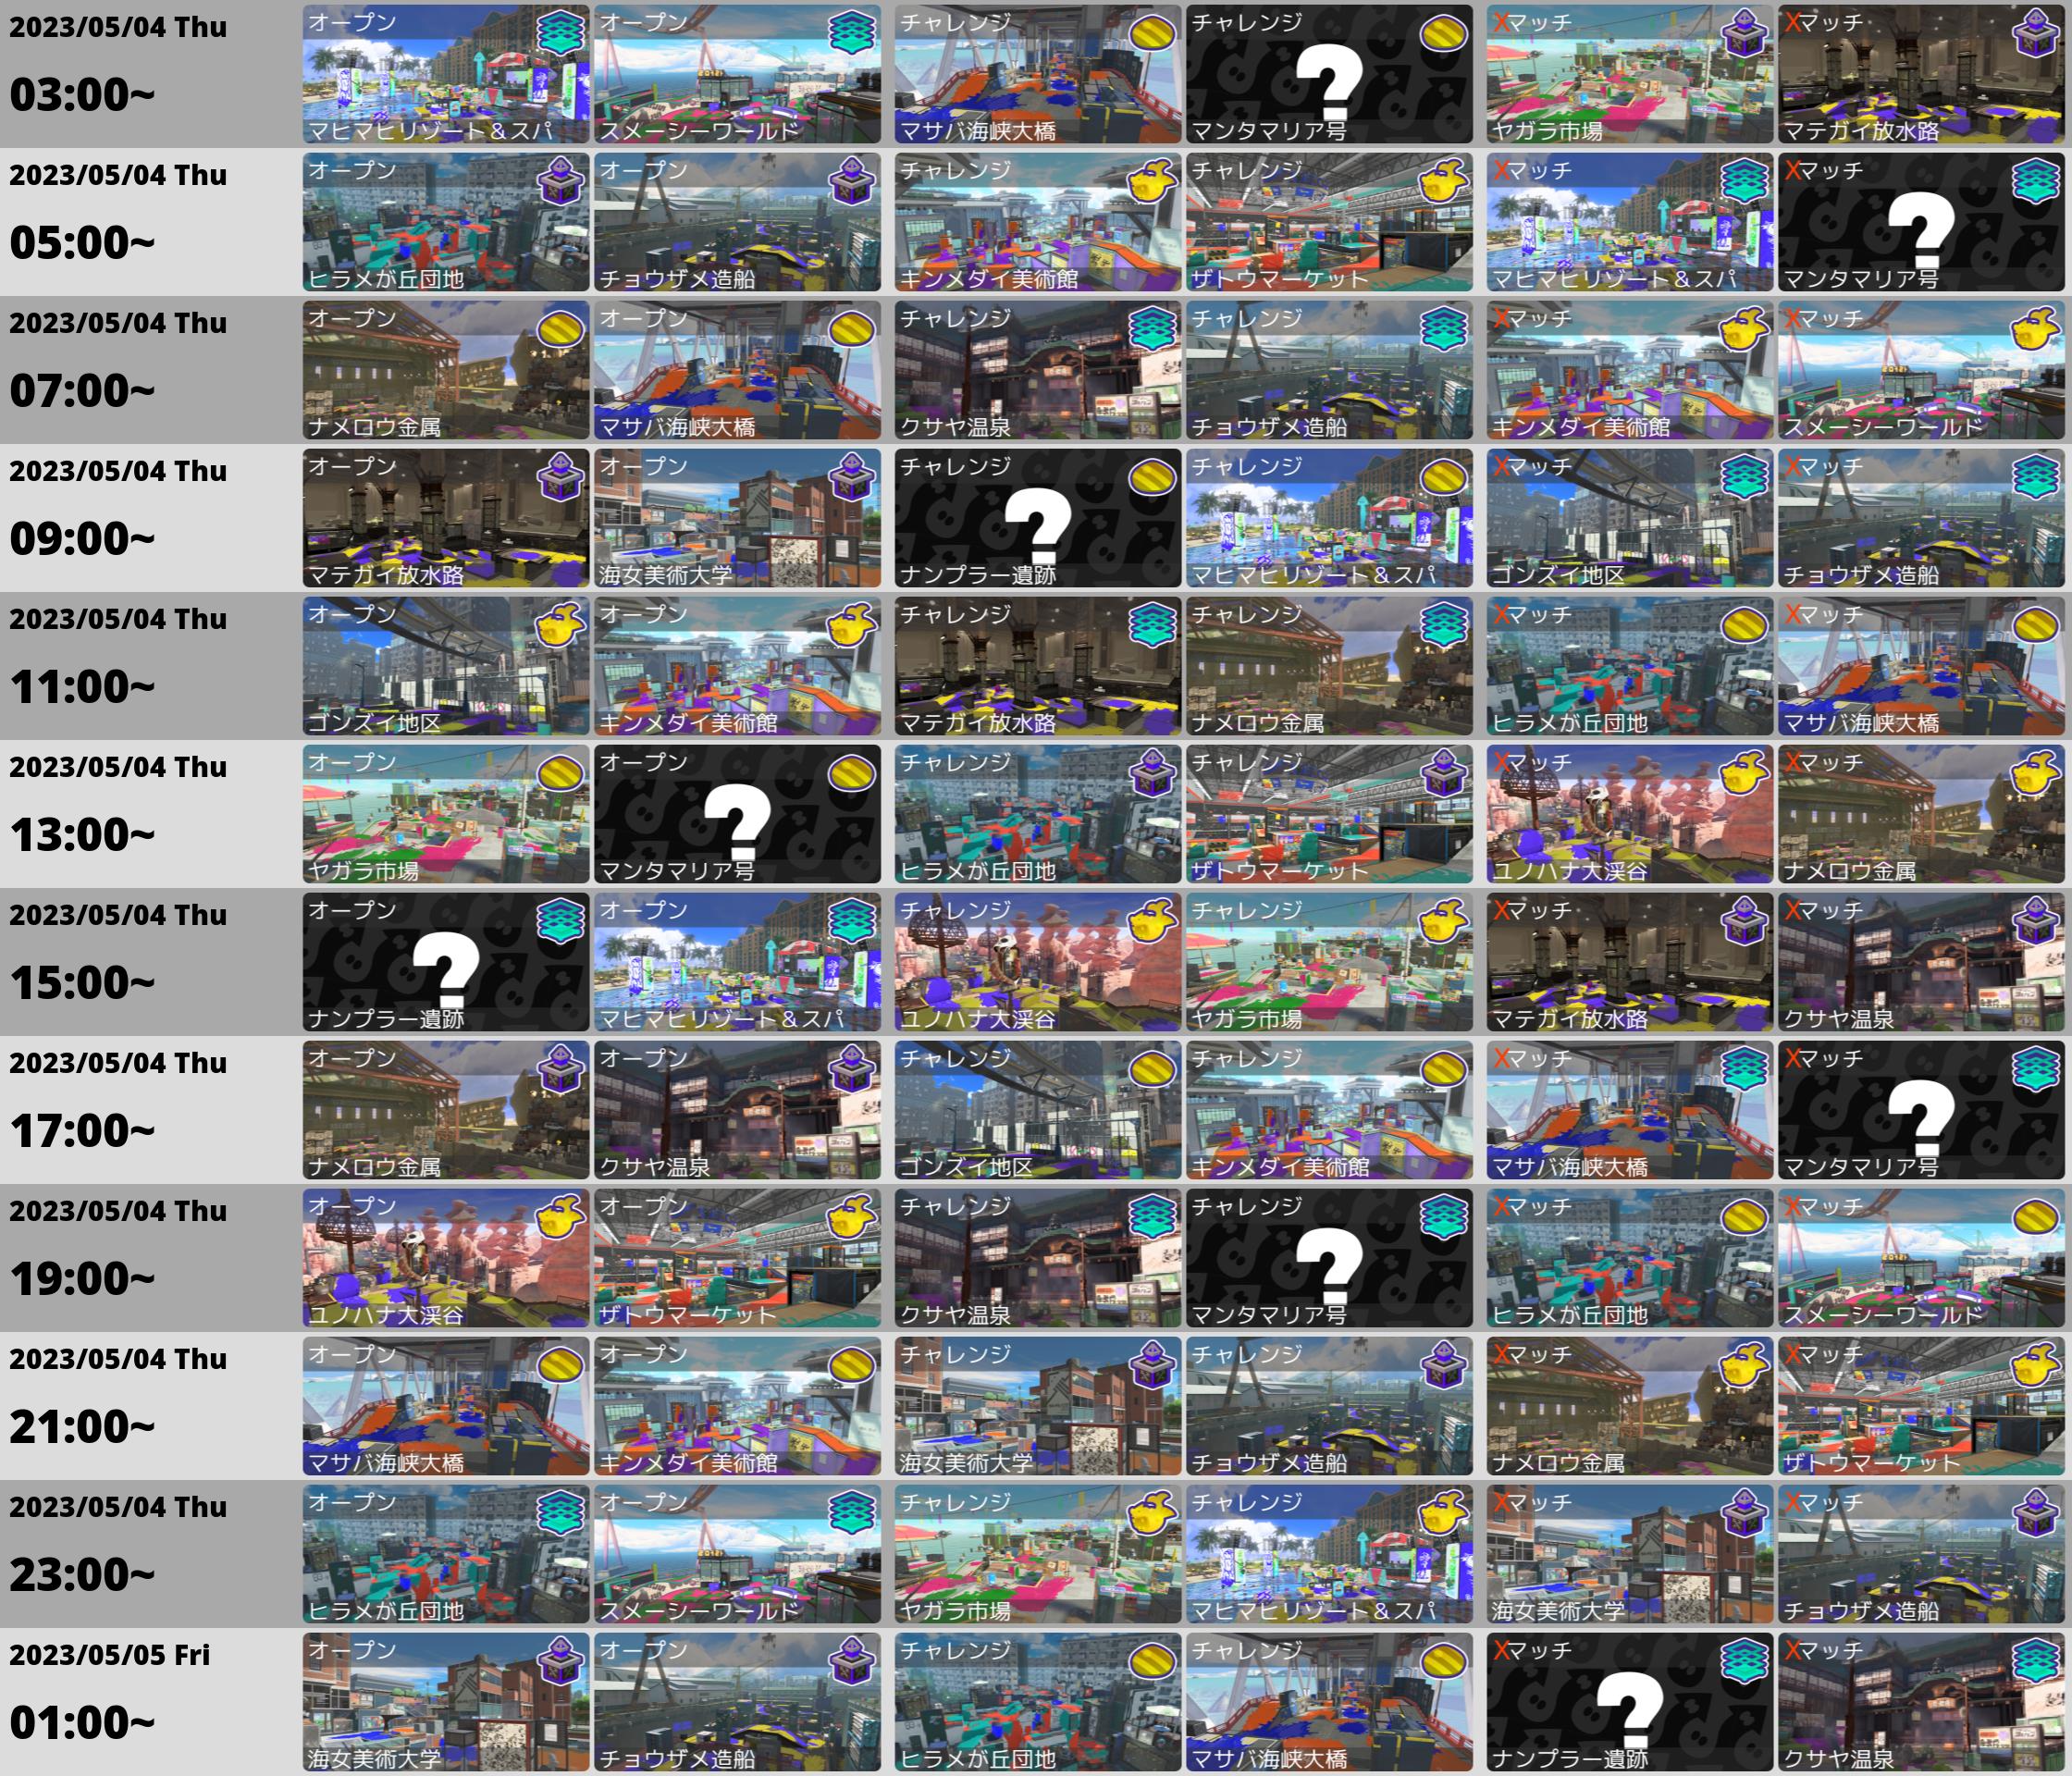 2023/05/04 Thu
03:00~
オープン
マヒマヒリゾート＆スパ
オープン
スメーシーワールド
チャレンジ
マサバ海峡大橋
チャレンジ
マンタマリア号
Xマッチ
ヤガラ市場
Xマッチ
マテガイ放水路
2023/05/04 Thu
05:00~
オープン
ヒラメが丘団地
オープン
チョウザメ造船
チャレンジ
キンメダイ美術館
チャレンジ
ザトウマーケット
Xマッチ
マヒマヒリゾート＆スパ
Xマッチ
マンタマリア号
2023/05/04 Thu
07:00~
オープン
ナメロウ金属
オープン
マサバ海峡大橋
チャレンジ
クサヤ温泉
チャレンジ
チョウザメ造船
Xマッチ
キンメダイ美術館
Xマッチ
スメーシーワールド
2023/05/04 Thu
09:00~
オープン
マテガイ放水路
オープン
海女美術大学
チャレンジ
ナンプラー遺跡
チャレンジ
マヒマヒリゾート＆スパ
Xマッチ
ゴンズイ地区
Xマッチ
チョウザメ造船
2023/05/04 Thu
11:00~
オープン
ゴンズイ地区
オープン
キンメダイ美術館
チャレンジ
マテガイ放水路
チャレンジ
ナメロウ金属
Xマッチ
ヒラメが丘団地
Xマッチ
マサバ海峡大橋
2023/05/04 Thu
13:00~
オープン
ヤガラ市場
オープン
マンタマリア号
チャレンジ
ヒラメが丘団地
チャレンジ
ザトウマーケット
Xマッチ
ユノハナ大渓谷
Xマッチ
ナメロウ金属
2023/05/04 Thu
15:00~
オープン
ナンプラー遺跡
オープン
マヒマヒリゾート＆スパ
チャレンジ
ユノハナ大渓谷
チャレンジ
ヤガラ市場
Xマッチ
マテガイ放水路
Xマッチ
クサヤ温泉
2023/05/04 Thu
17:00~
オープン
ナメロウ金属
オープン
クサヤ温泉
チャレンジ
ゴンズイ地区
チャレンジ
キンメダイ美術館
Xマッチ
マサバ海峡大橋
Xマッチ
マンタマリア号
2023/05/04 Thu
19:00~
オープン
ユノハナ大渓谷
オープン
ザトウマーケット
チャレンジ
クサヤ温泉
チャレンジ
マンタマリア号
Xマッチ
ヒラメが丘団地
Xマッチ
スメーシーワールド
2023/05/04 Thu
21:00~
オープン
マサバ海峡大橋
オープン
キンメダイ美術館
チャレンジ
海女美術大学
チャレンジ
チョウザメ造船
Xマッチ
ナメロウ金属
Xマッチ
ザトウマーケット
2023/05/04 Thu
23:00~
オープン
ヒラメが丘団地
オープン
スメーシーワールド
チャレンジ
ヤガラ市場
チャレンジ
マヒマヒリゾート＆スパ
Xマッチ
海女美術大学
Xマッチ
チョウザメ造船
2023/05/05 Fri
01:00~
オープン
海女美術大学
オープン
チョウザメ造船
チャレンジ
ヒラメが丘団地
チャレンジ
マサバ海峡大橋
Xマッチ
ナンプラー遺跡
Xマッチ
クサヤ温泉